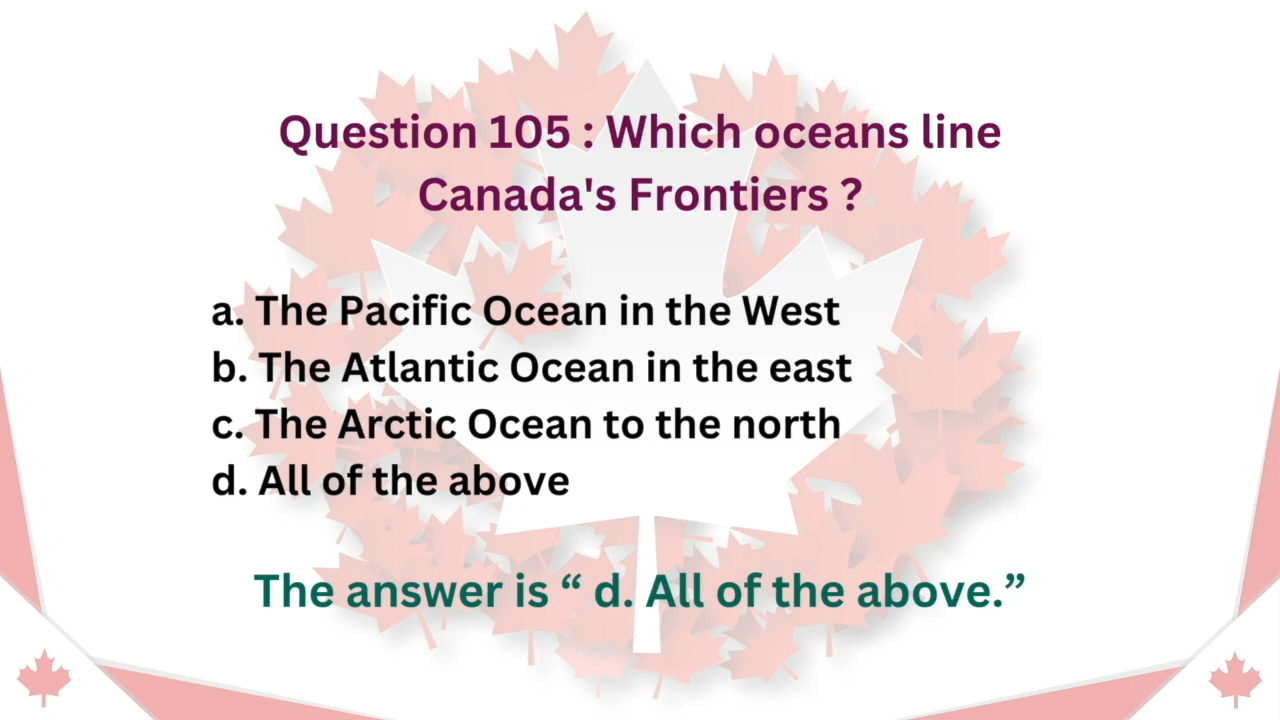 Question 105 : Which oceans line
Canada's Frontiers ?
a. The Pacific Ocean in the West
b. The Atlantic Ocean in the east
c. The Arctic Ocean to the north
d. All of the above
The answer is “ d. All of the above.”